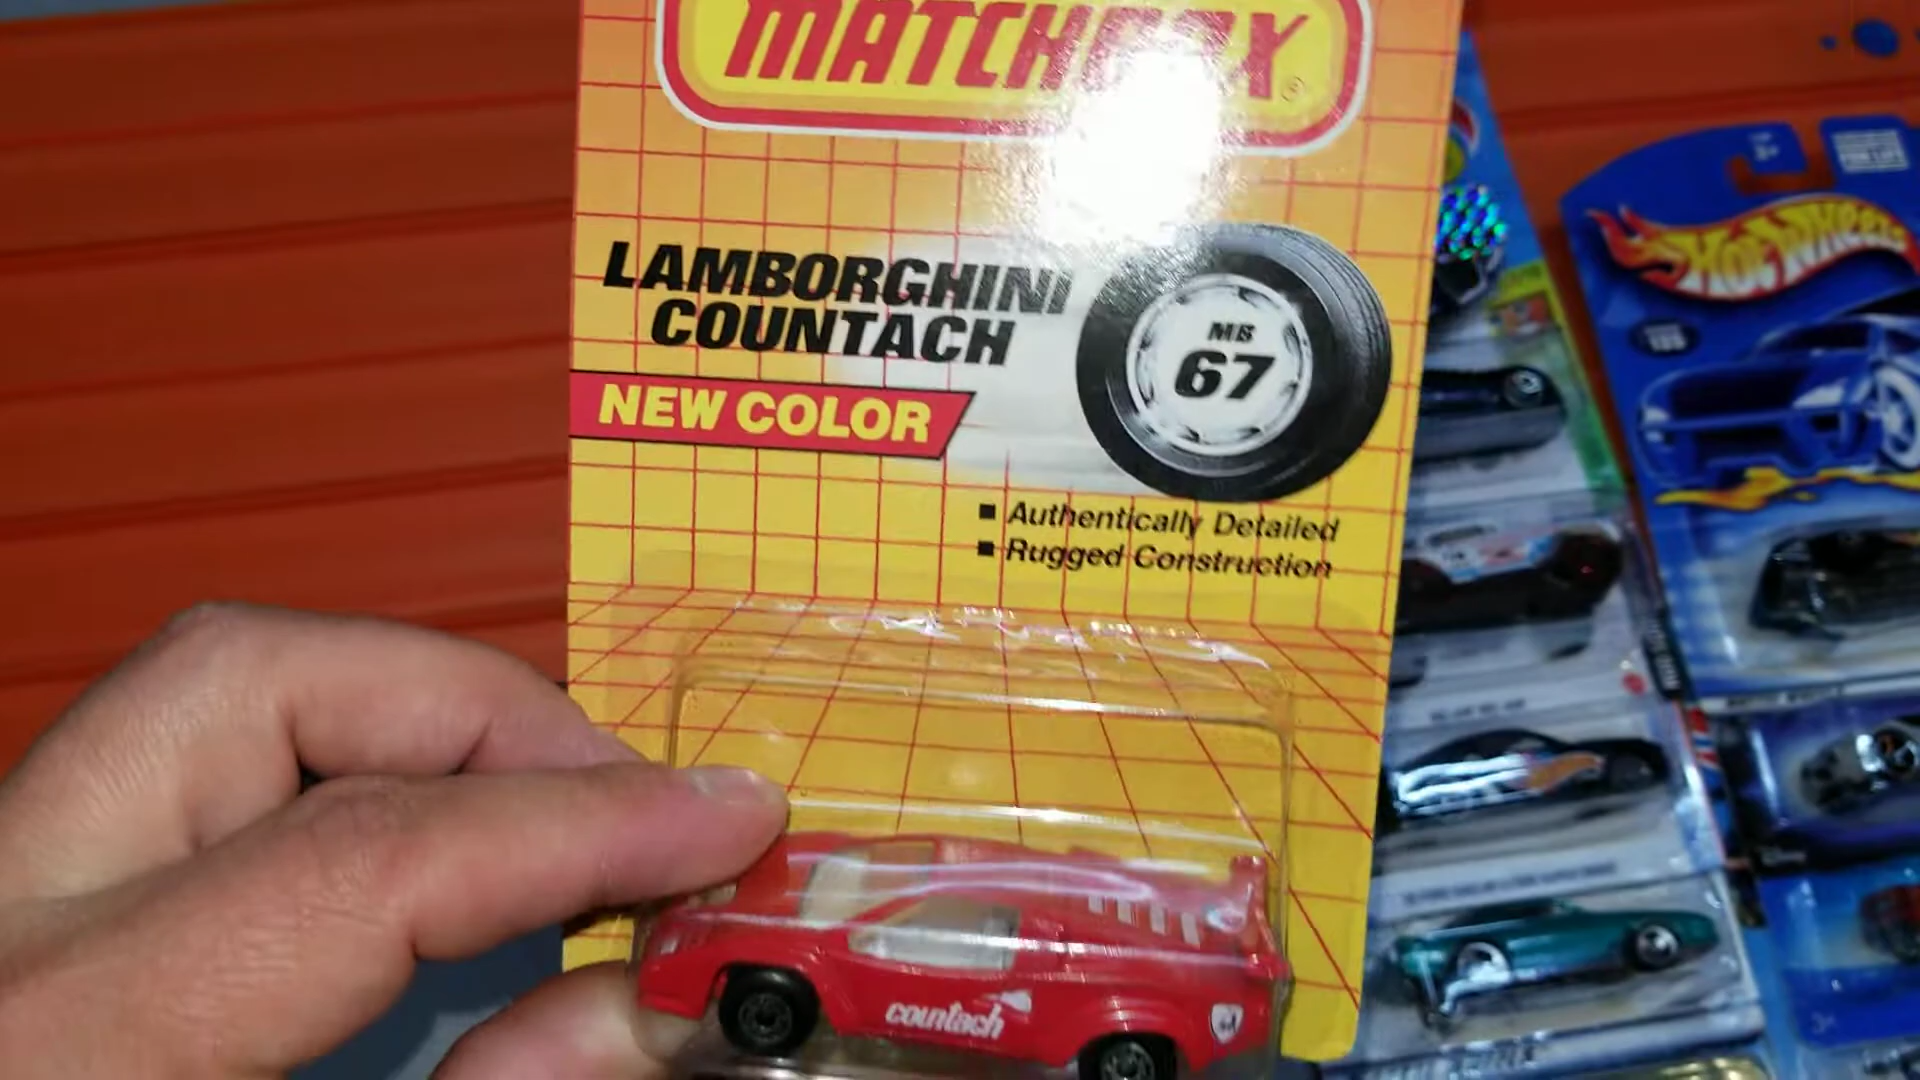 MATCHBOX®
LAMBORGHINI
COUNTACH
MB
67
NEW COLOR
■ Authentically Detailed
■ Rugged Construction
countach
HOT WHEELS